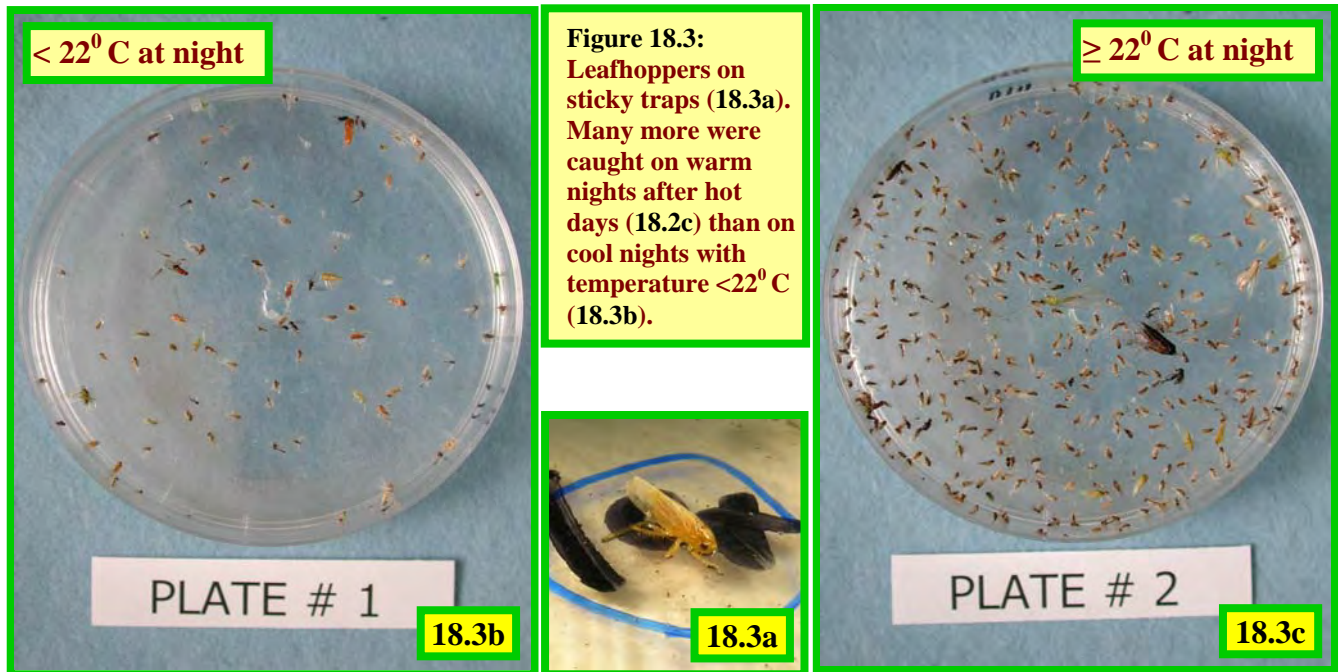 < 22⁰ C at night
PLATE # 1
18.3b
Figure 18.3:
Leafhoppers on
sticky traps (18.3a).
Many more were
caught on warm
nights after hot
days (18.2c) than on
cool nights with
temperature <22⁰ C
(18.3b).
18.3a
≥ 22⁰ C at night
PLATE # 2
18.3c